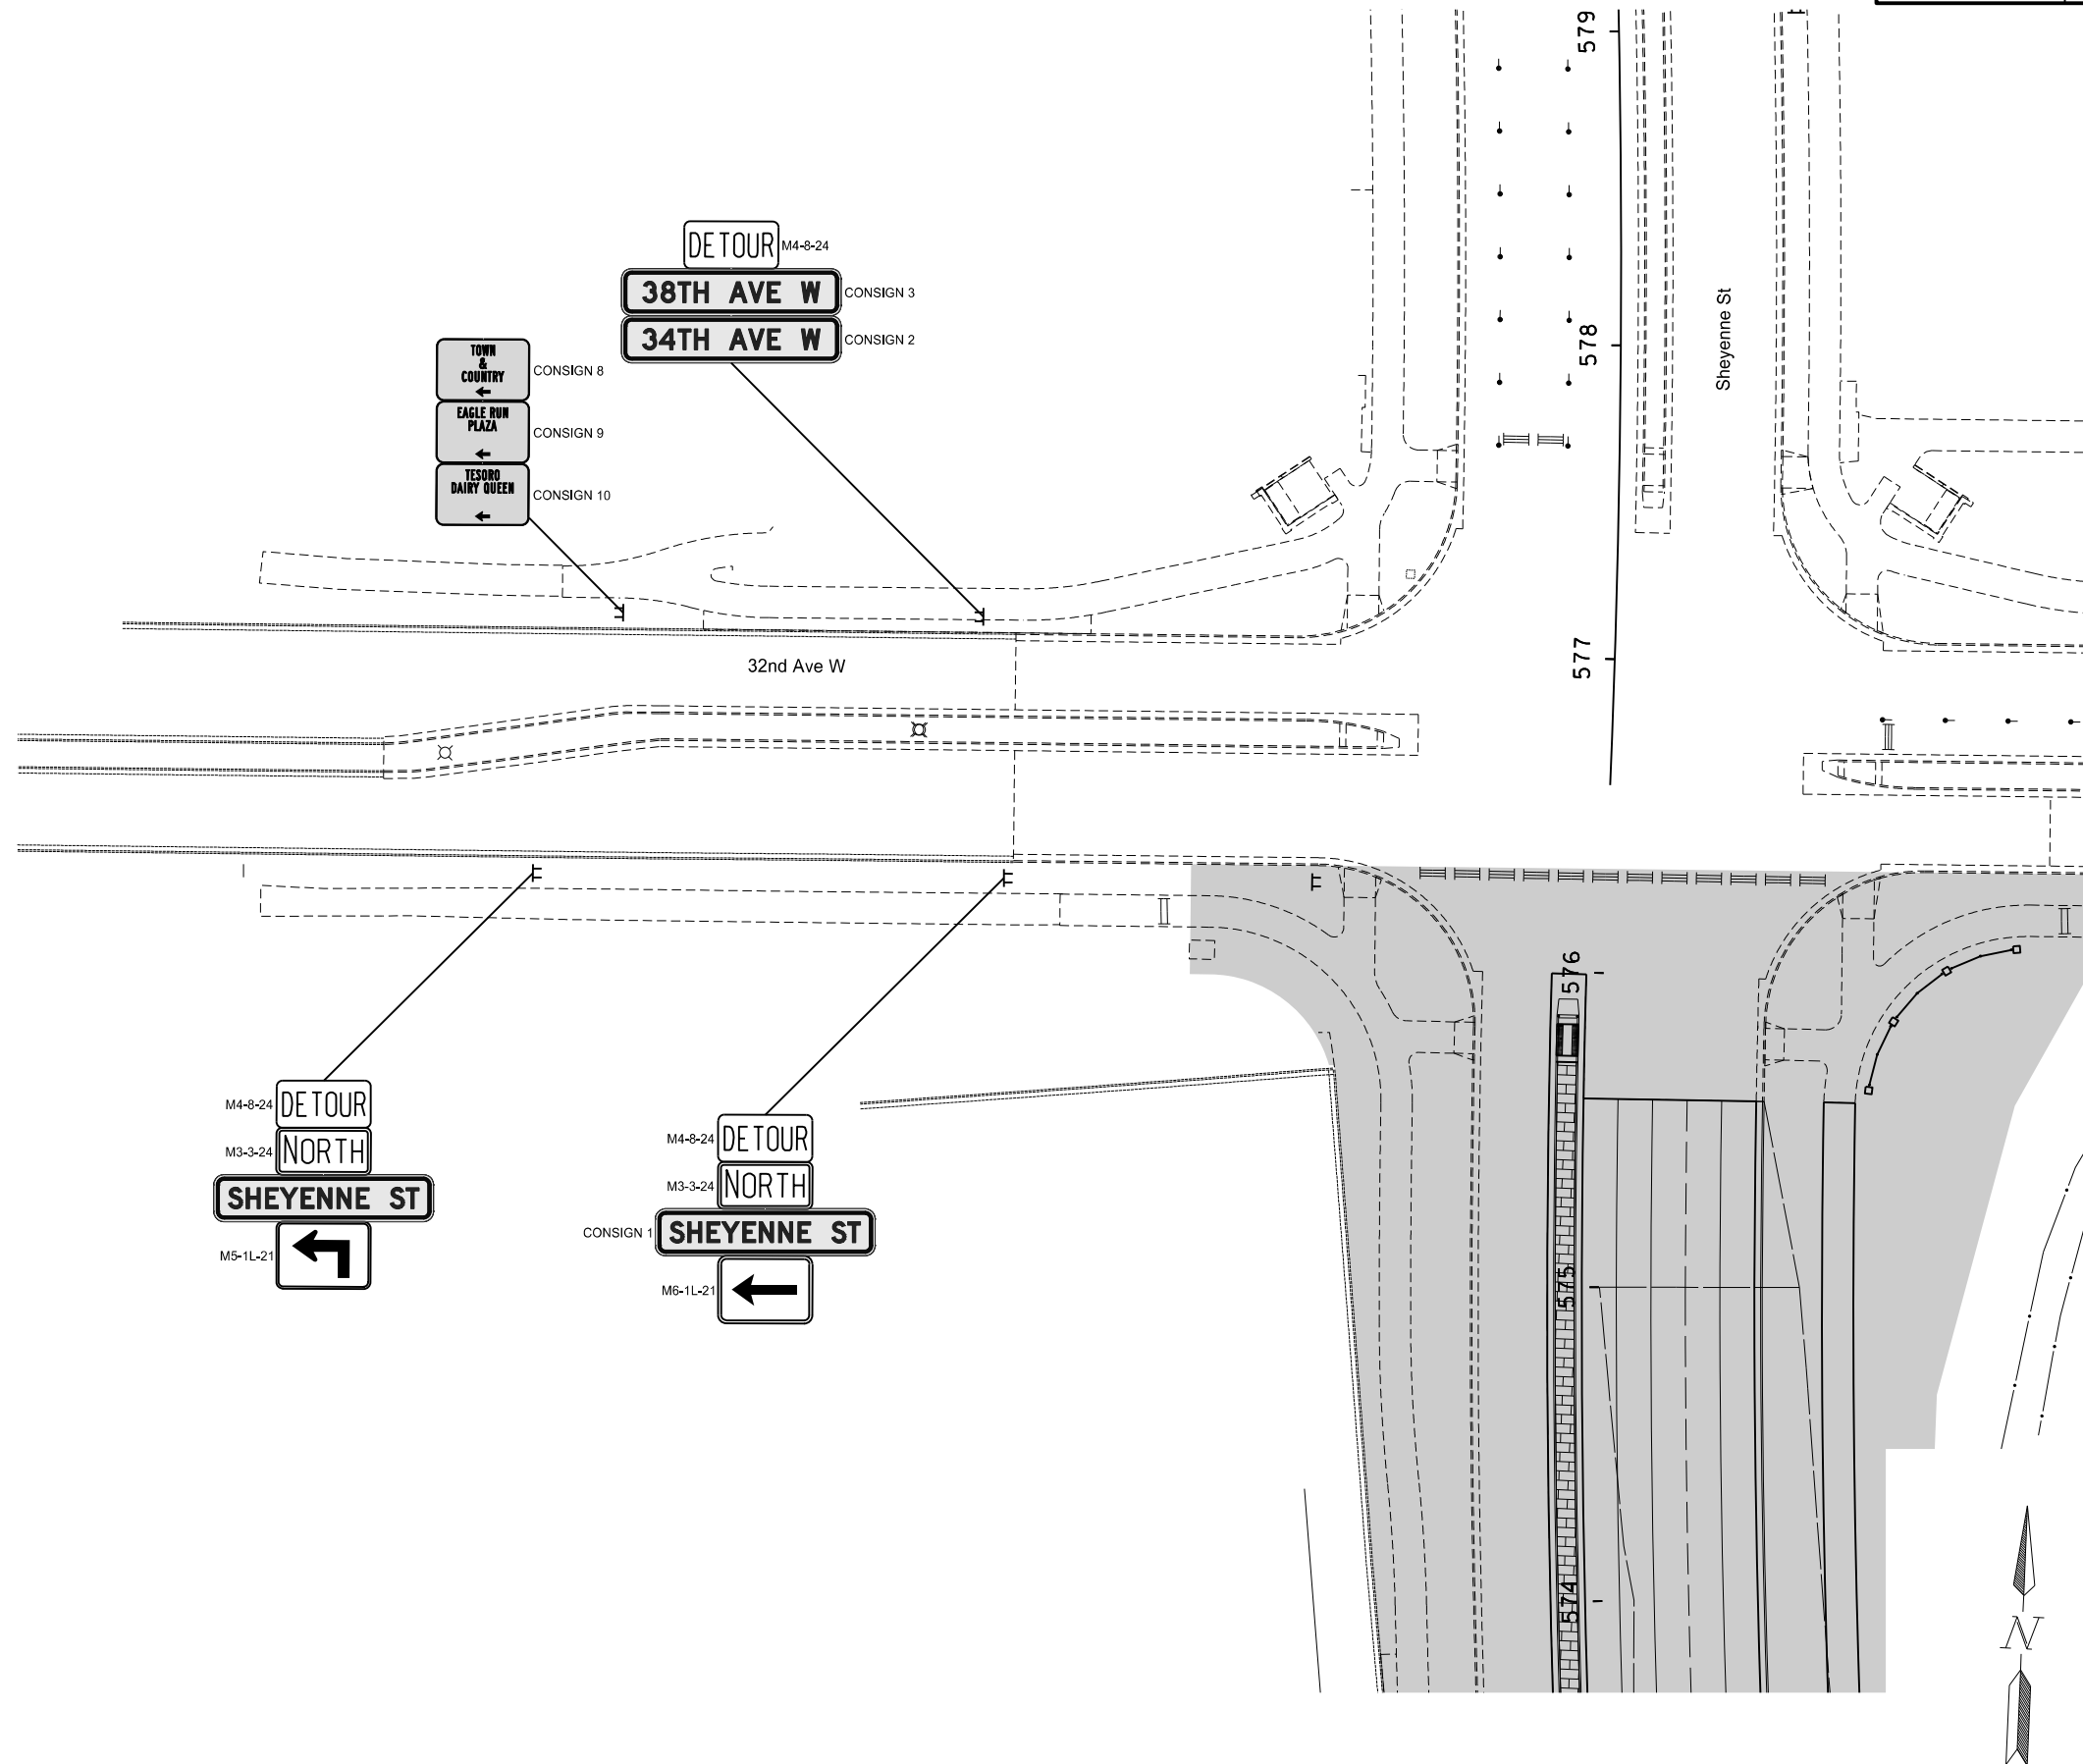 579
DETOUR M4-8-24
38TH AVE W CONSIGN 3
34TH AVE W CONSIGN 2
578
Sheyenne St
TOWN
&
COUNTRY
CONSIGN 8
EAGLE RUN
PLAZA
CONSIGN 9
TESORO
DAIRY QUEEN
CONSIGN 10
577
32nd Ave W
576
M4-8-24 DETOUR
M3-3-24 NORTH
SHEYENNE ST
M5-1L-21
M4-8-24 DETOUR
M3-3-24 NORTH
CONSIGN 1 SHEYENNE ST
M6-1L-21
575
574
N